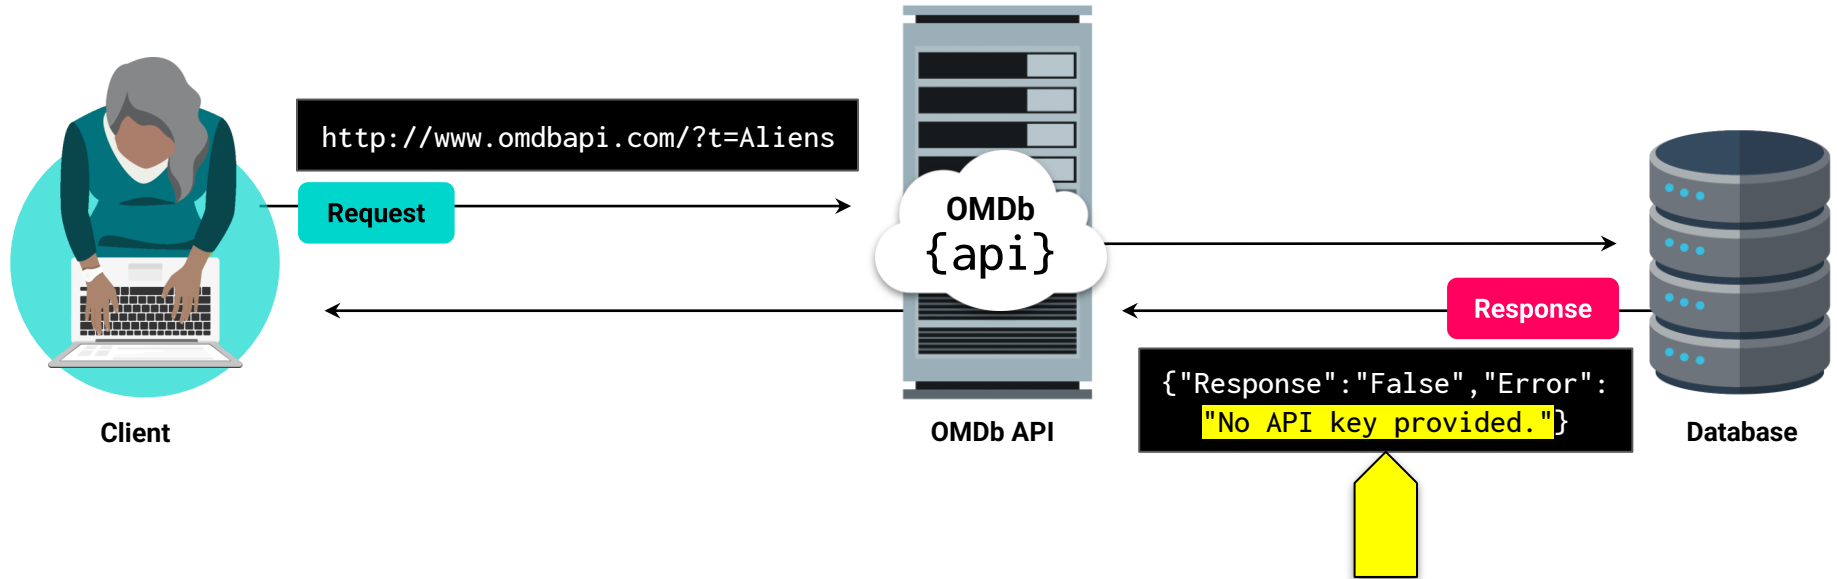 http://www.omdbapi.com/?t=Aliens
Request
OMDb
{api}
Response
{"Response":"False","Error":
"No API key provided."}
Client
OMDb API
Database